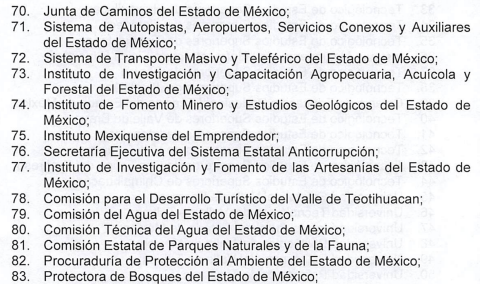 70. Junta de Caminos del Estado de México;
71. Sistema de Autopistas, Aeropuertos, Servicios Conexos y Auxiliares
del Estado de México;
72. Sistema de Transporte Masivo y Teleférico del Estado de México;
73. Instituto de Investigación y Capacitación Agropecuaria, Acuícola y
Forestal del Estado de México;
74. Instituto de Fomento Minero y Estudios Geológicos del Estado de
México;
75. Instituto Mexiquense del Emprendedor;
76. Secretaría Ejecutiva del Sistema Estatal Anticorrupción;
77. Instituto de Investigación y Fomento de las Artesanías del Estado de
México;
78. Comisión para el Desarrollo Turístico del Valle de Teotihuacan;
79. Comisión del Agua del Estado de México;
80. Comisión Técnica del Agua del Estado de México;
81. Comisión Estatal de Parques Naturales y de la Fauna;
82. Procuraduría de Protección al Ambiente del Estado de México;
83. Protectora de Bosques del Estado de México;